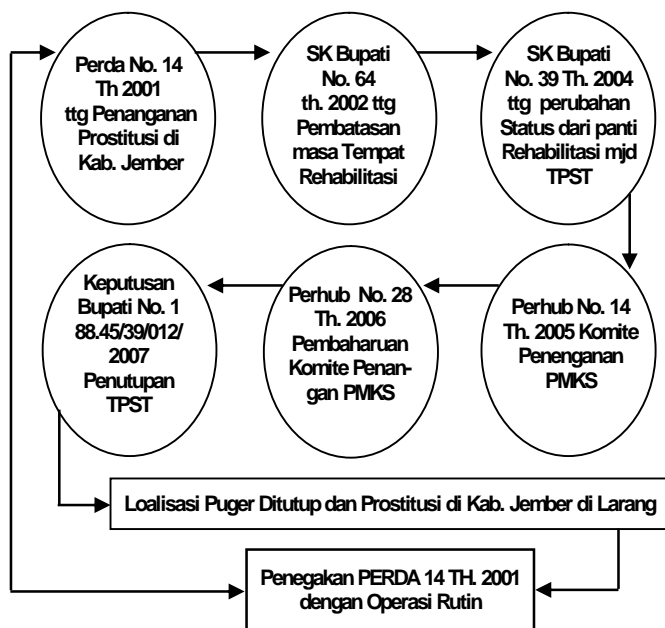 Perda No. 14
Th 2001
ttg Penanganan
Prostitusi di
Kab. Jember
SK Bupati
No. 64
th. 2002 ttg
Pembatasan
masa Tempat
Rehabilitasi
SK Bupati
No. 39 Th. 2004
ttg perubahan
Status dari panti
Rehabilitasi mjd
TPST
Perhub No. 14
Th. 2005 Komite
Penenganan
PMKS
Perhub No. 28
Th. 2006
Pembaharuan
Komite Penan-
gan PMKS
Keputusan
Bupati No. 1
88.45/39/012/
2007
Penutupan
TPST
Loalisasi Puger Ditutup dan Prostitusi di Kab. Jember di Larang
Penegakan PERDA 14 TH. 2001
dengan Operasi Rutin